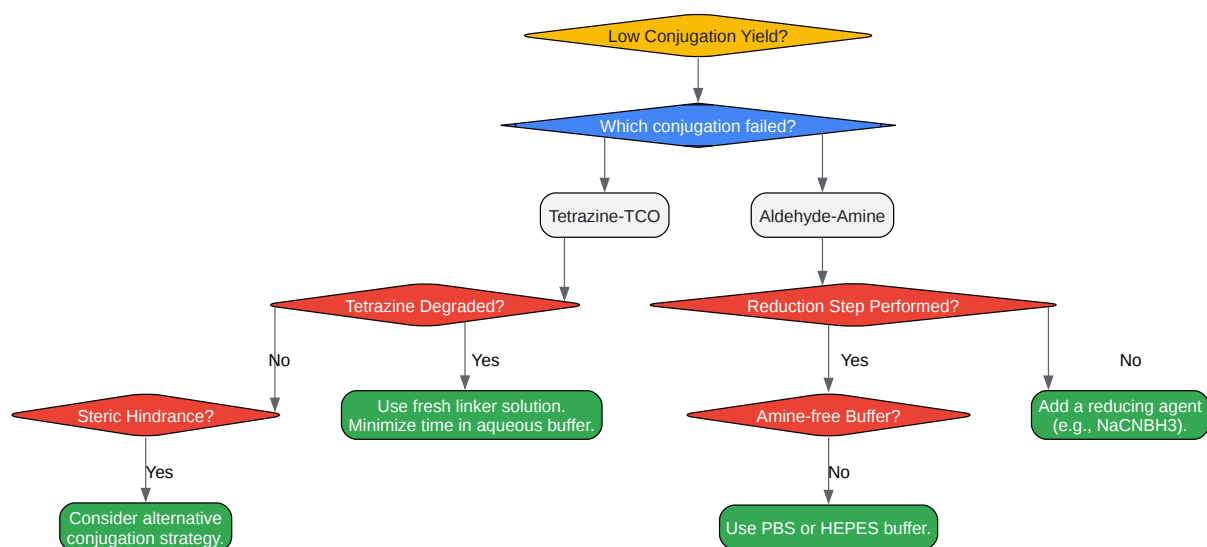 Low Conjugation Yield?
Which conjugation failed?
Tetrazine-TCO
Aldehyde-Amine
Tetrazine Degraded?
Reduction Step Performed?
No
Yes
Yes
No
Steric Hindrance?
Use fresh linker solution.
Minimize time in aqueous buffer.
Amine-free Buffer?
Add a reducing agent
(e.g., NaCNBH3).
Yes
No
Consider alternative
conjugation strategy.
Use PBS or HEPES buffer.